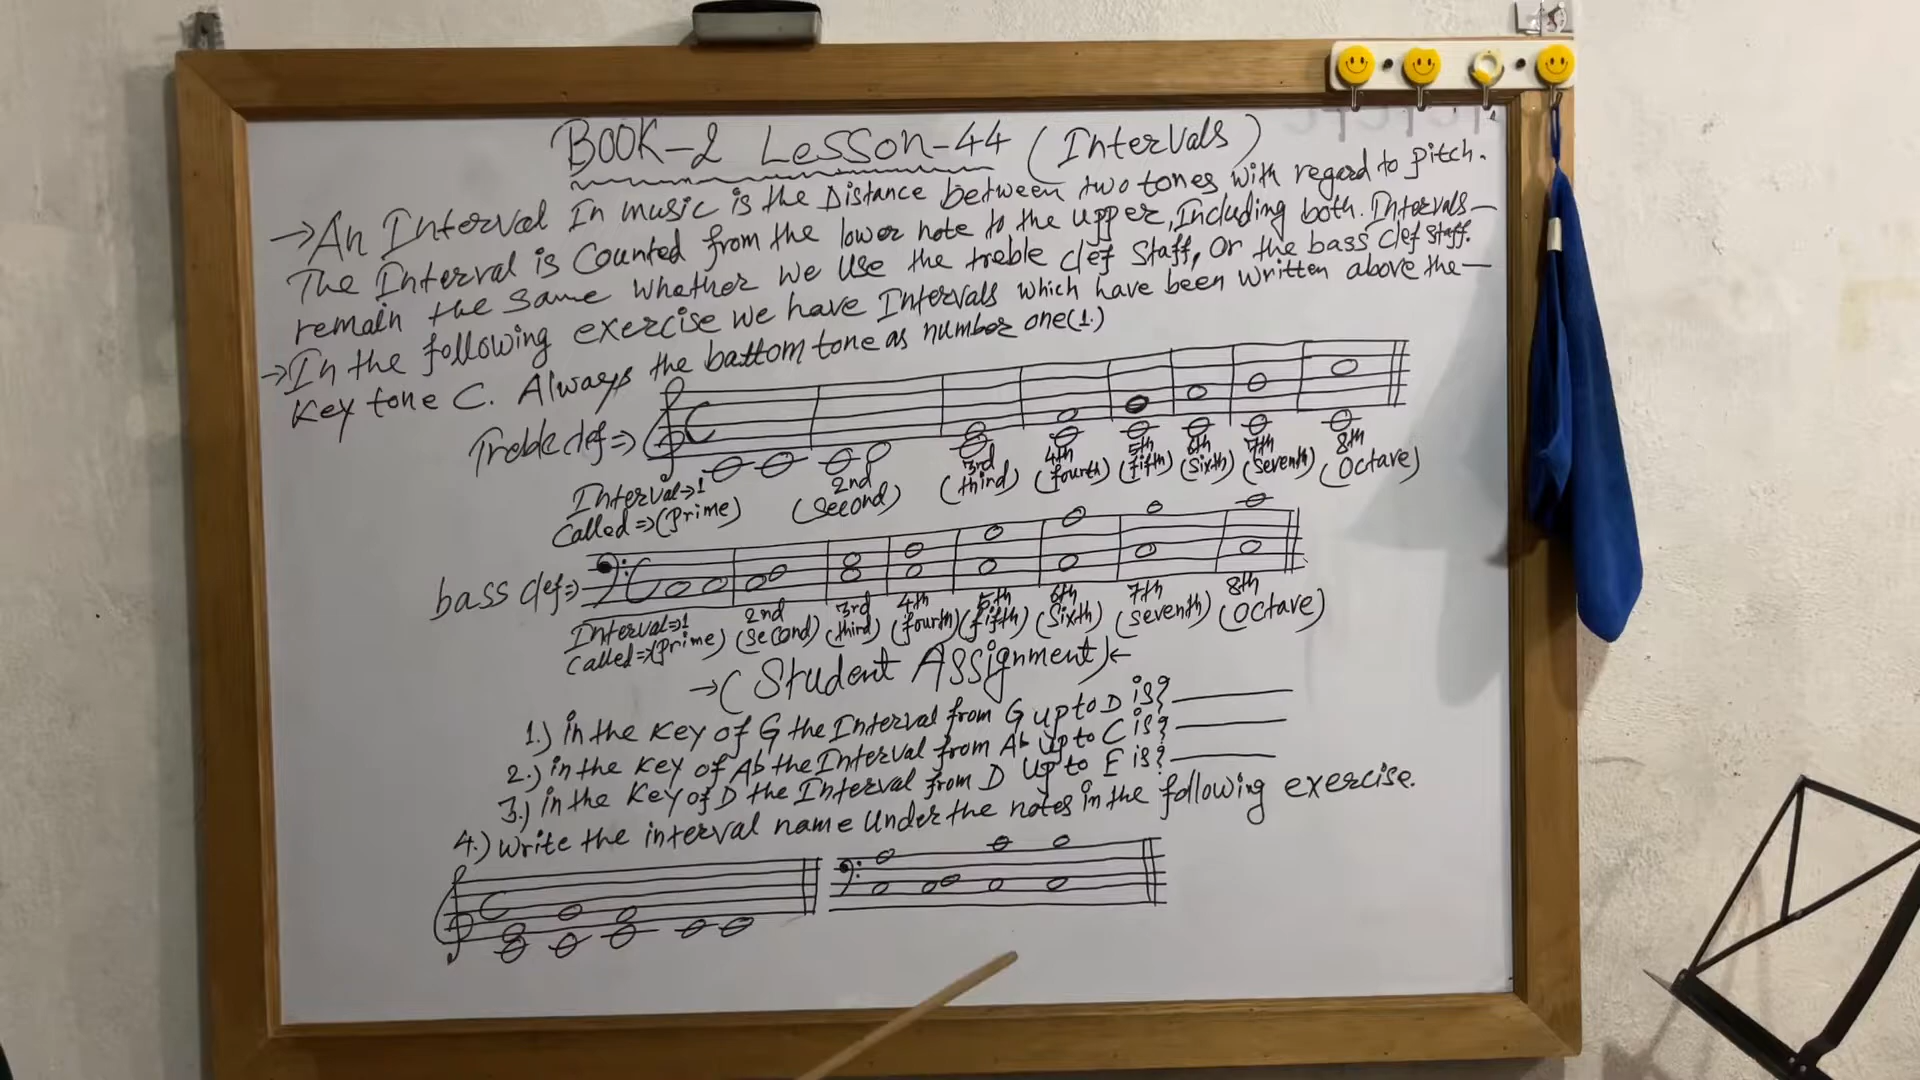 BOOK-2 Lesson-44 (Intervals)
→An Interval In music is the Distance between two tones with regard to pitch.
The Interval is Counted from the lower note to the upper, Including both. Intervals-
remain the same whether we use the treble clef Staff, or the bass clef staff.
→In the following exercise we have Intervals which have been written above the-
Key tone C. Always the battom tone as number one(1.)
Treble clef=>
Interval=>1 2nd 3rd 4th 5th 6th 7th 8th
Called=>(prime) (second) (third) (fourth) (fifth) (sixth) (seventh) (Octave)
bass clef=>
Interval=>1 2nd 3rd 4th 5th 6th 7th 8th
Called=>(prime) (second) (third) (fourth) (fifth) (sixth) (seventh) (octave)
→(Student Assignment)←
1.) in the Key of G the Interval from G up to D is?
2.) in the Key of Ab the Interval from Ab up to C is?
3.) in the Key of D the Interval from D Up to E is?
4.) Write the interval name Under the notes in the following exercise.